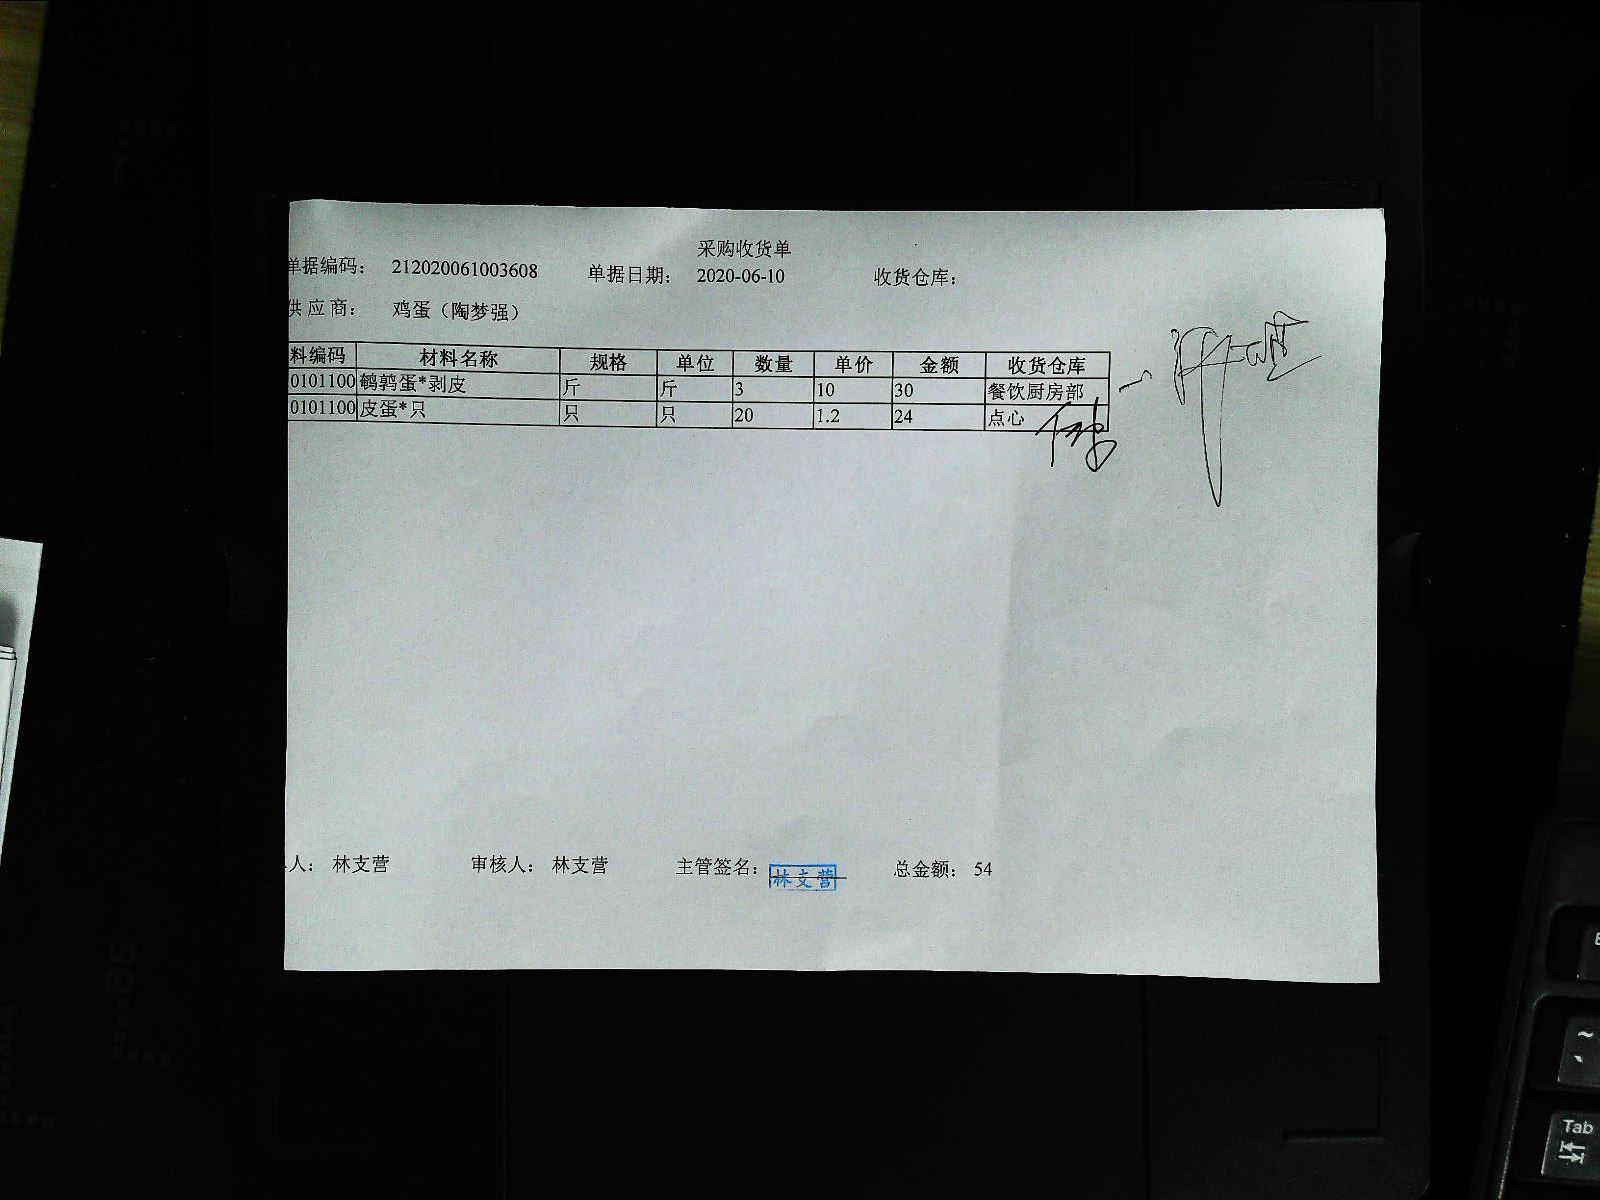 采购收货单
单据编码： 212020061003608 单据日期： 2020-06-10 收货仓库：
供 应 商： 鸡蛋（陶梦强）
料编码 材料名称 规格 单位 数量 单价 金额 收货仓库
0101100 鹌鹑蛋*剥皮 斤 斤 3 10 30 餐饮厨房部
0101100 皮蛋*只 只 只 20 1.2 24 点心
人： 林支营 审核人： 林支营 主管签名： 林支营 总金额： 54
Tab